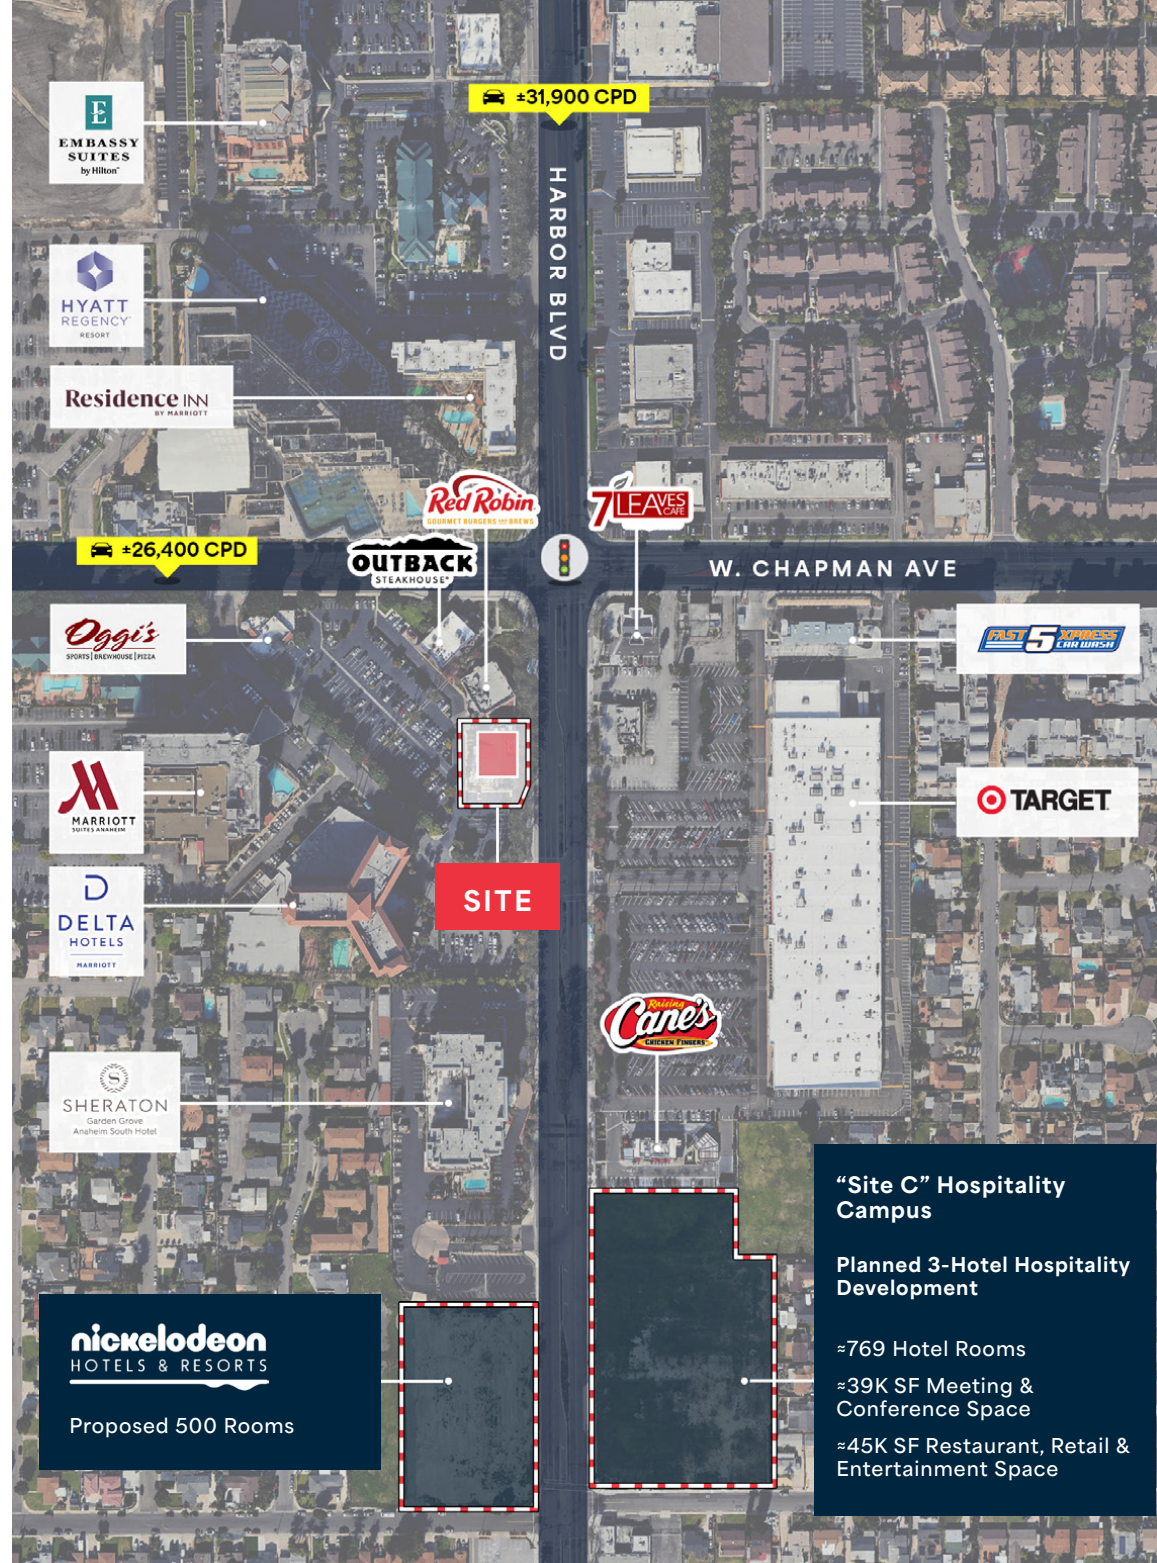 ±31,900 CPD
EMBASSY
SUITES
by Hilton™
HARBOR BLVD
HYATT
REGENCY™
RESORT
Residence INN
BY MARRIOTT
Red Robin
GOURMET BURGERS AND BREWS
7LEAVES
CAFE
±26,400 CPD
OUTBACK
STEAKHOUSE®
W. CHAPMAN AVE
Oggi's
SPORTS | BREWHOUSE | PIZZA
FAST 5 XPRESS
CAR WASH
MARRIOTT
SUITES ANAHEIM
TARGET
SITE
DELTA
HOTELS
MARRIOTT
Raising
Cane's
CHICKEN FINGERS
S
SHERATON
Garden Grove
Anaheim South Hotel
“Site C” Hospitality
Campus
Planned 3-Hotel Hospitality
Development
≈769 Hotel Rooms
≈39K SF Meeting &
Conference Space
≈45K SF Restaurant, Retail &
Entertainment Space
nickelodeon
HOTELS & RESORTS
Proposed 500 Rooms